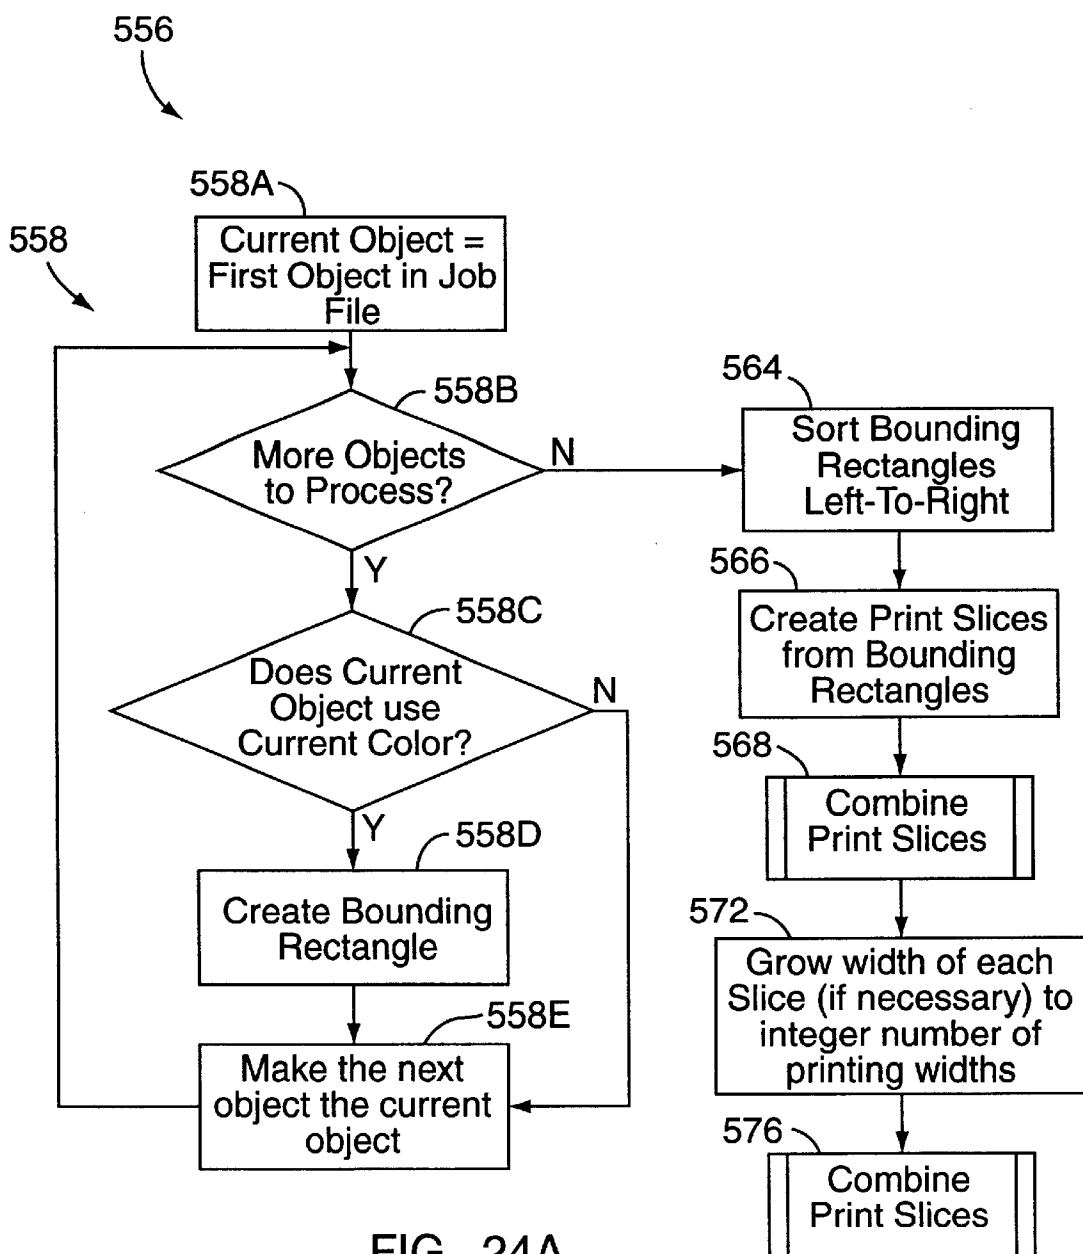 556
558A
558
Current Object =
First Object in Job
File
558B
More Objects
to Process?
N
Y
558C
Does Current
Object use
Current Color?
N
Y
558D
Create Bounding
Rectangle
558E
Make the next
object the current
object
564
Sort Bounding
Rectangles
Left-To-Right
566
Create Print Slices
from Bounding
Rectangles
568
Combine
Print Slices
572
Grow width of each
Slice (if necessary) to
integer number of
printing widths
576
Combine
Print Slices
FIG. 24A